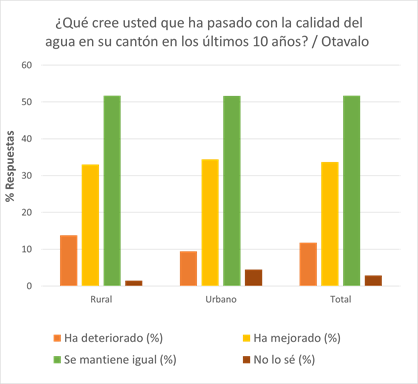 ¿Qué cree usted que ha pasado con la calidad del
agua en su cantón en los últimos 10 años? / Otavalo
60
50
40
30
20
10
0
% Respuestas
Rural
Urbano
Total
Ha deteriorado (%)
Ha mejorado (%)
Se mantiene igual (%)
No lo sé (%)